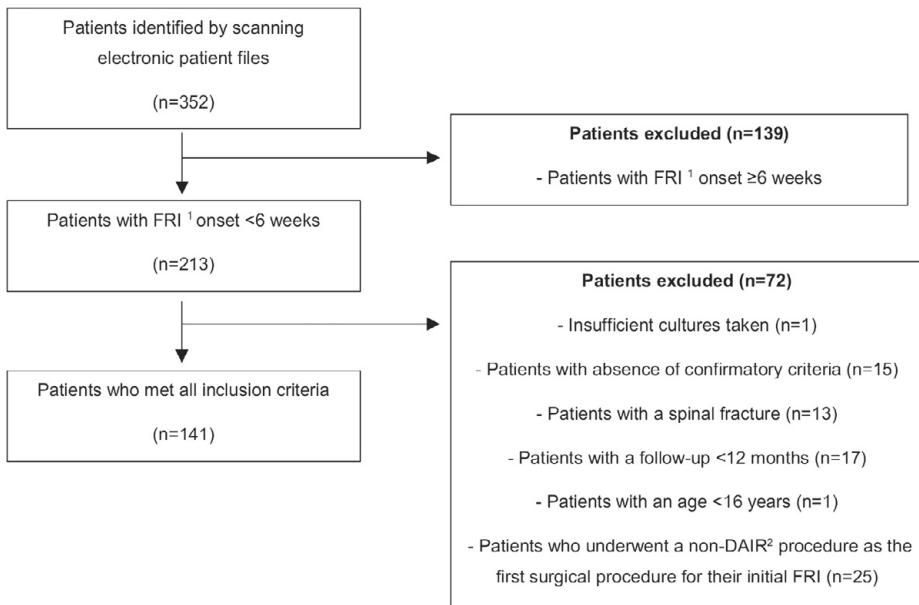 Patients identified by scanning
electronic patient files
(n=352)
Patients excluded (n=139)
- Patients with FRI ¹ onset ≥6 weeks
Patients with FRI ¹ onset <6 weeks
(n=213)
Patients excluded (n=72)
- Insufficient cultures taken (n=1)
- Patients with absence of confirmatory criteria (n=15)
- Patients with a spinal fracture (n=13)
- Patients with a follow-up <12 months (n=17)
- Patients with an age <16 years (n=1)
- Patients who underwent a non-DAIR² procedure as the
first surgical procedure for their initial FRI (n=25)
Patients who met all inclusion criteria
(n=141)